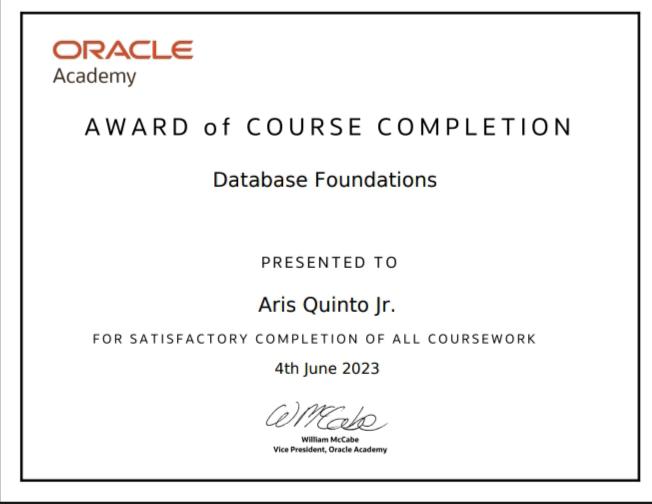 ORACLE
Academy
AWARD of COURSE COMPLETION
Database Foundations
PRESENTED TO
Aris Quinto Jr.
FOR SATISFACTORY COMPLETION OF ALL COURSEWORK
4th June 2023
WMcCabe
William McCabe
Vice President, Oracle Academy